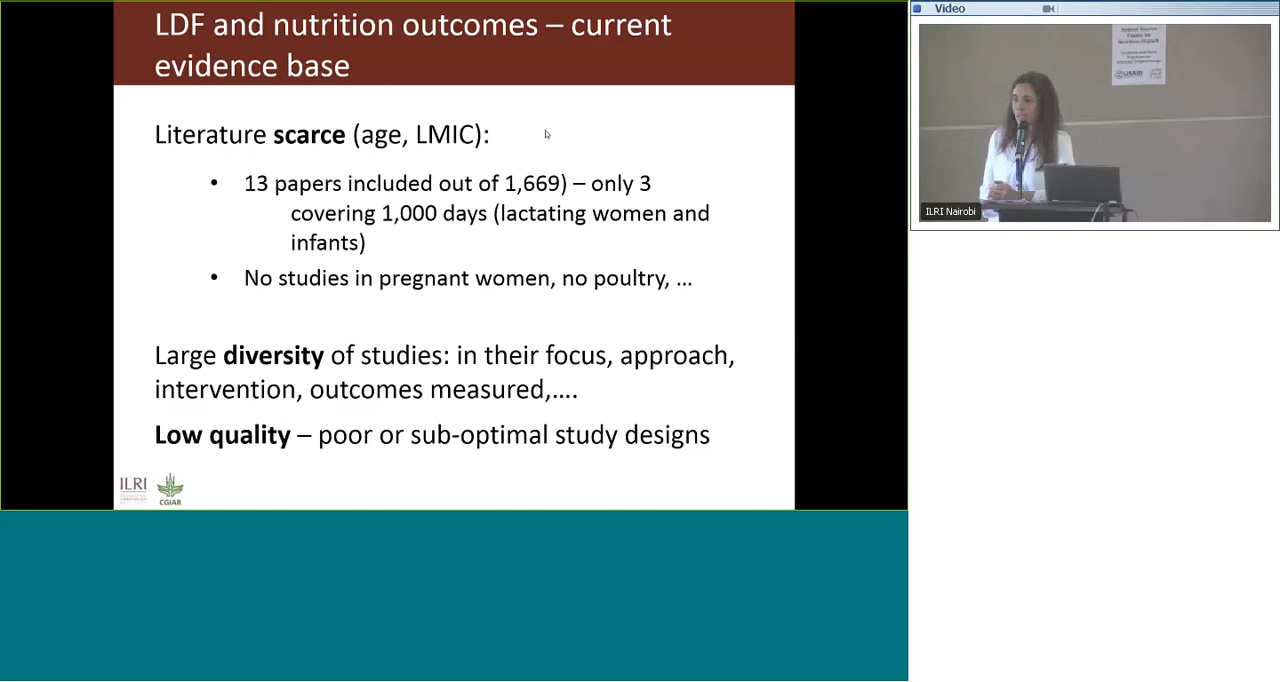 LDF and nutrition outcomes – current
evidence base
Literature scarce (age, LMIC):
• 13 papers included out of 1,669) – only 3
covering 1,000 days (lactating women and
infants)
• No studies in pregnant women, no poultry, ...
Large diversity of studies: in their focus, approach,
intervention, outcomes measured,....
Low quality – poor or sub-optimal study designs
ILRI
CGIAR
Video
USAID
ILRI Nairobi